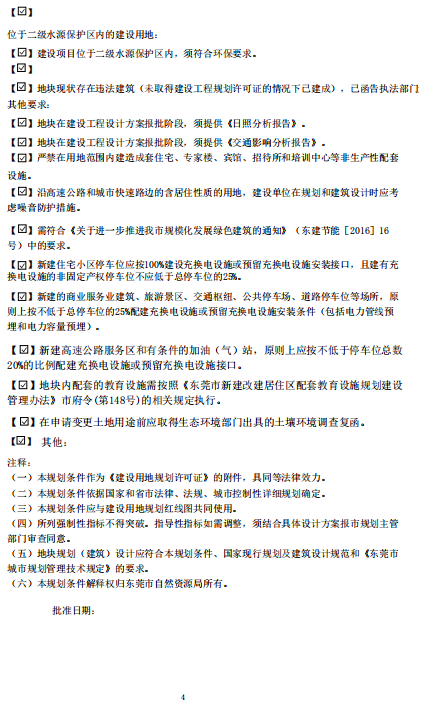 【☑】
位于二级水源保护区内的建设用地:
【☑】建设项目位于二级水源保护区内，须符合环保要求。
【☑】
【☑】地块现状存在违法建筑（未取得建设工程规划许可证的情况下已建成），已函告执法部门
其他要求:
【☑】地块在建设工程设计方案报批阶段，须提供《日照分析报告》。
【☑】地块在建设工程设计方案报批阶段，须提供《交通影响分析报告》。
【☑】严禁在用地范围内建造成套住宅、专家楼、宾馆、招待所和培训中心等非生产性配套
设施。
【☑】沿高速公路和城市快速路边的含居住性质的用地，建设单位在规划和建筑设计时应考
虑噪音防护措施。
【☑】需符合《关于进一步推进我市规模化发展绿色建筑的通知》（东建节能［2016］16
号）中的要求。
【☑】新建住宅小区停车位应按100%建设充换电设施或预留充换电设施安装接口，且建有充
换电设施的非固定产权停车位不应低于总停车位的25%。
【☑】新建的商业服务业建筑、旅游景区、交通枢纽、公共停车场、道路停车位等场所，原
则上按不低于总停车位的25%配建充换电设施或预留充换电设施安装条件（包括电力管线预
埋和电力容量预埋）。
【☑】新建高速公路服务区和有条件的加油（气）站，原则上应按不低于停车位总数
20%的比例配建充换电设施或预留充换电设施接口。
【☑】地块内配套的教育设施需按照《东莞市新建改建居住区配套教育设施规划建设
管理办法》市府令(第148号)的相关规定执行。
【☑】在申请变更土地用途前应取得生态环境部门出具的土壤环境调查复函。
【☑】 其他:
注释:
（一）本规划条件作为《建设用地规划许可证》的附件，具同等法律效力。
（二）本规划条件依据国家和省市法律、法规、城市控制性详细规划确定。
（三）本规划条件应与建设用地规划红线图共同使用。
（四）所列强制性指标不得突破。指导性指标如需调整，须结合具体设计方案报市规划主管
部门审查同意。
（五）地块规划（建筑）设计应符合本规划条件、国家现行规划及建筑设计规范和《东莞市
城市规划管理技术规定》的要求。
（六）本规划条件解释权归东莞市自然资源局所有。
批准日期:
4